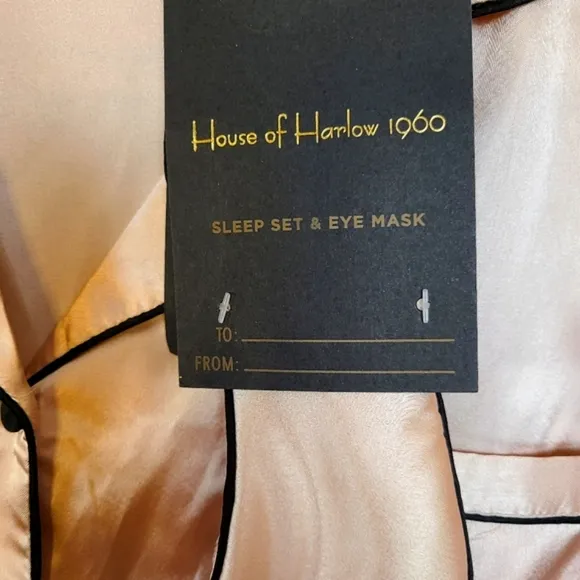 House of Harlow 1960
SLEEP SET & EYE MASK
TO:
FROM: